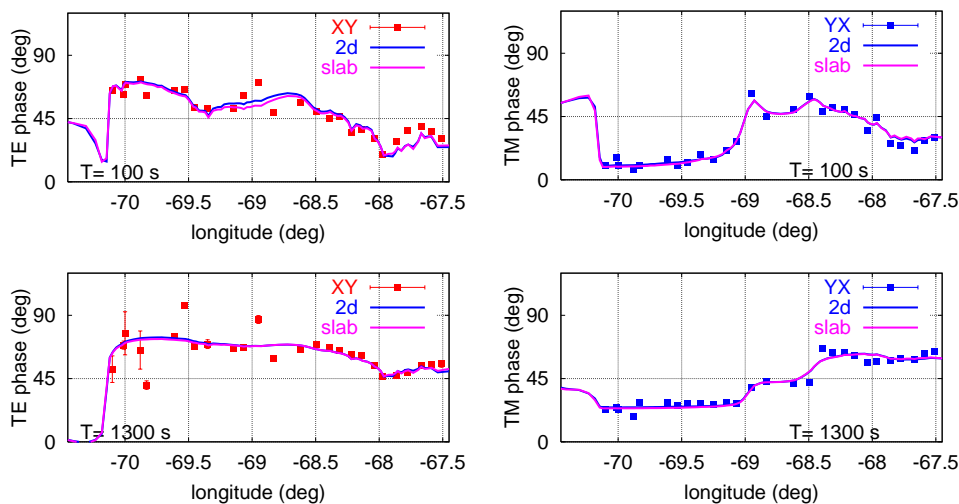 XY
2d
slab
90
45
0
TE phase (deg)
T= 100 s
-70 -69.5 -69 -68.5 -68 -67.5
longitude (deg)
YX
2d
slab
90
45
0
TM phase (deg)
T= 100 s
-70 -69.5 -69 -68.5 -68 -67.5
longitude (deg)
XY
2d
slab
90
45
0
TE phase (deg)
T= 1300 s
-70 -69.5 -69 -68.5 -68 -67.5
longitude (deg)
YX
2d
slab
90
45
0
TM phase (deg)
T= 1300 s
-70 -69.5 -69 -68.5 -68 -67.5
longitude (deg)